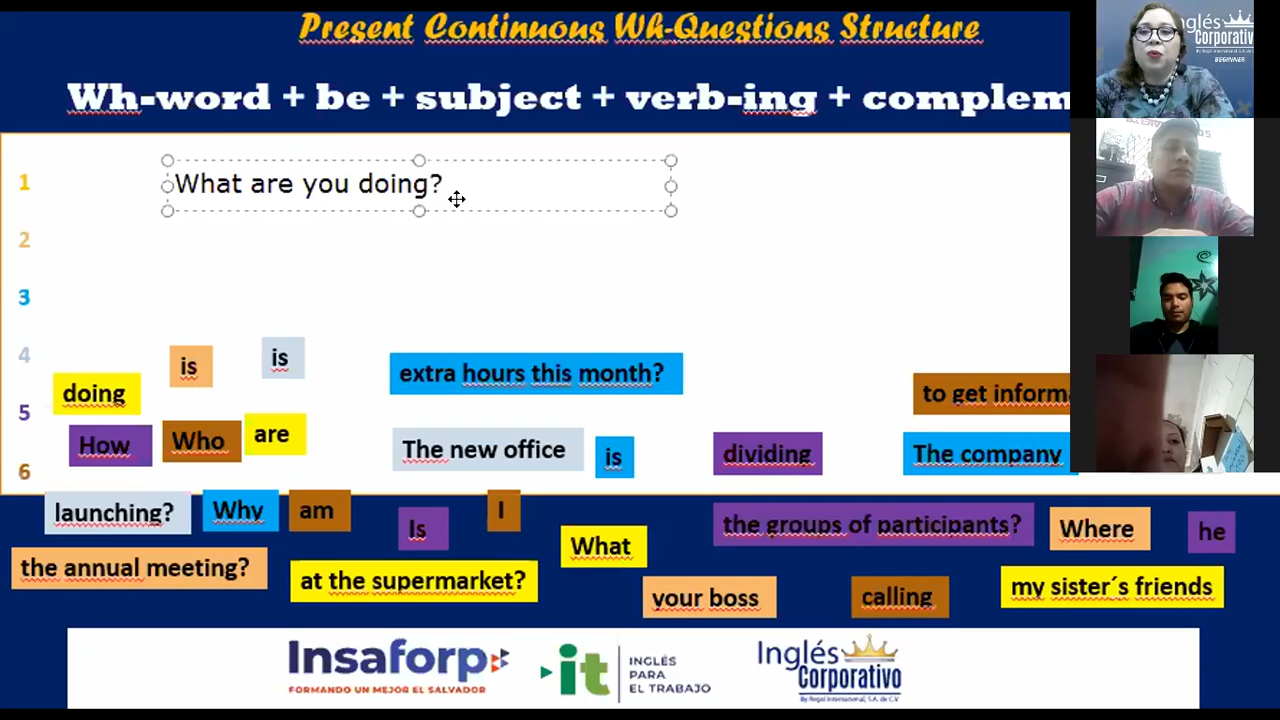 Present Continuous Wh-Questions Structure
Wh-word + be + subject + verb-ing + complem
1
What are you doing?
2
3
4
is
is
extra hours this month?
doing
to get informa
5
How
Who
are
The new office
is
dividing
The company
6
launching?
Why
am
Is
I
What
the groups of participants?
Where
he
the annual meeting?
at the supermarket?
your boss
calling
my sister´s friends
Insaforp
FORMANDO UN MEJOR EL SALVADOR
it
INGLÉS
PARA
EL TRABAJO
Inglés
Corporativo
By Regal International, S.A. de C.V.
Inglés
Corporativo
BEGINNER